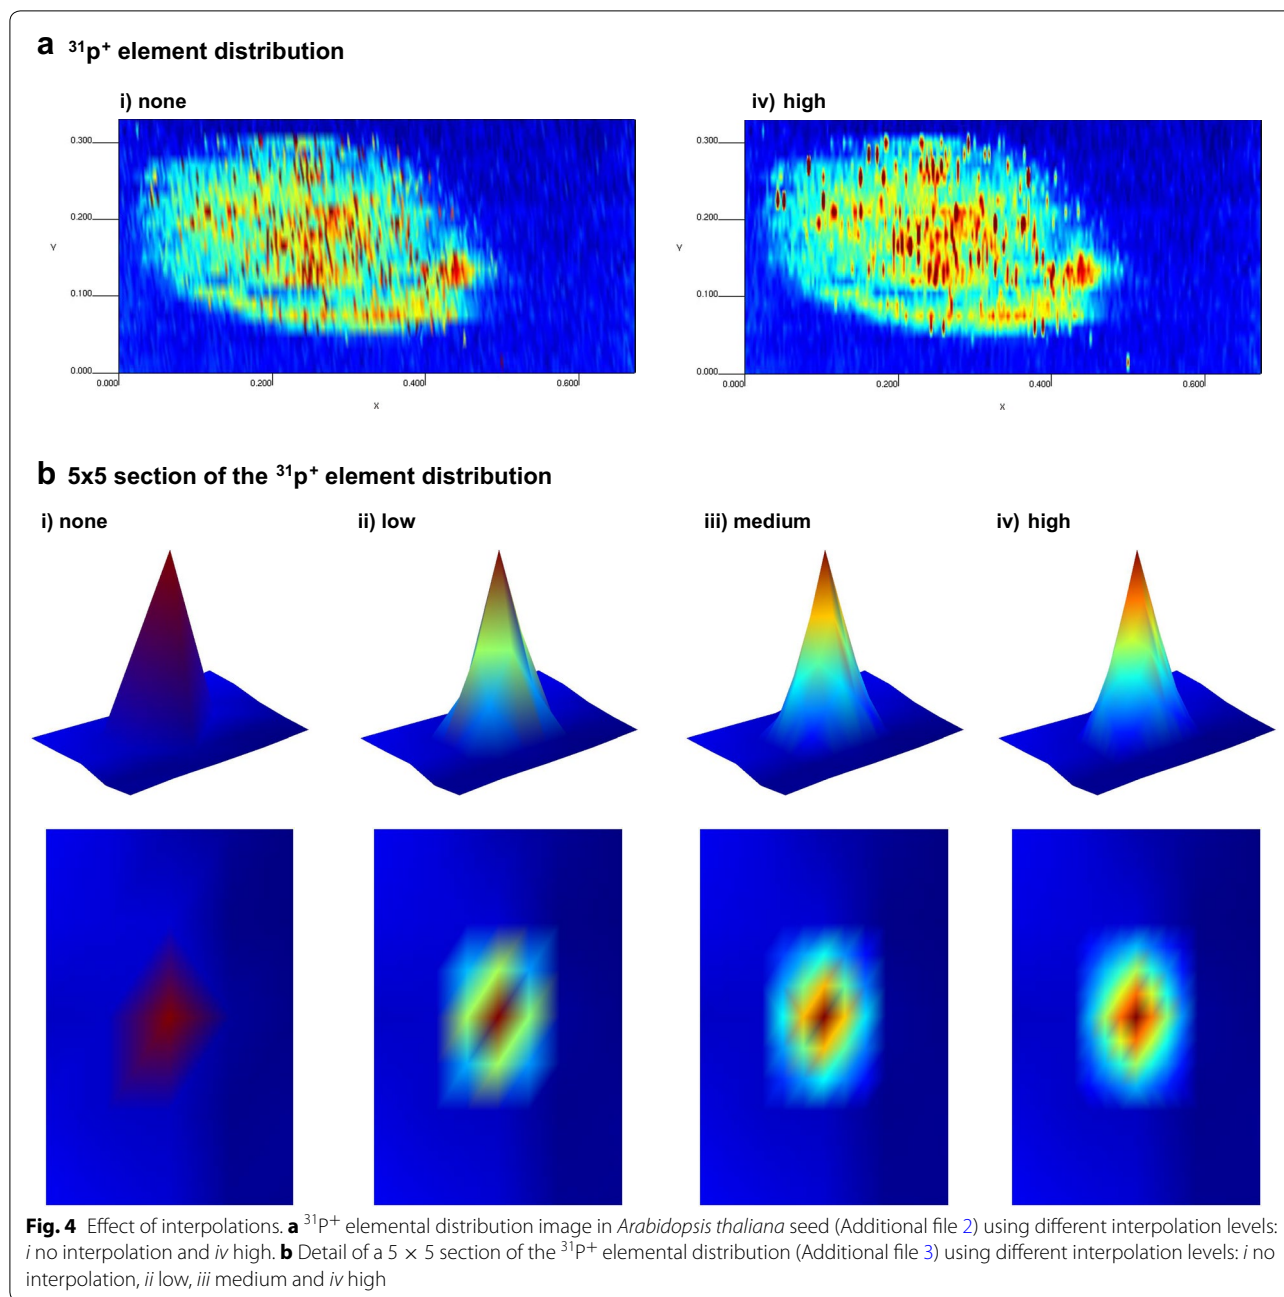 a ³¹p⁺ element distribution
i) none
iv) high
0.300
0.200
Y
0.100
0.000
0.000
0.200
0.400
0.600
X
0.300
0.200
Y
0.100
0.000
0.000
0.200
0.400
0.600
X
b 5x5 section of the ³¹p⁺ element distribution
i) none
ii) low
iii) medium
iv) high
Fig. 4 Effect of interpolations. a ³¹P⁺ elemental distribution image in Arabidopsis thaliana seed (Additional file 2) using different interpolation levels:
i no interpolation and iv high. b Detail of a 5 × 5 section of the ³¹P⁺ elemental distribution (Additional file 3) using different interpolation levels: i no
interpolation, ii low, iii medium and iv high